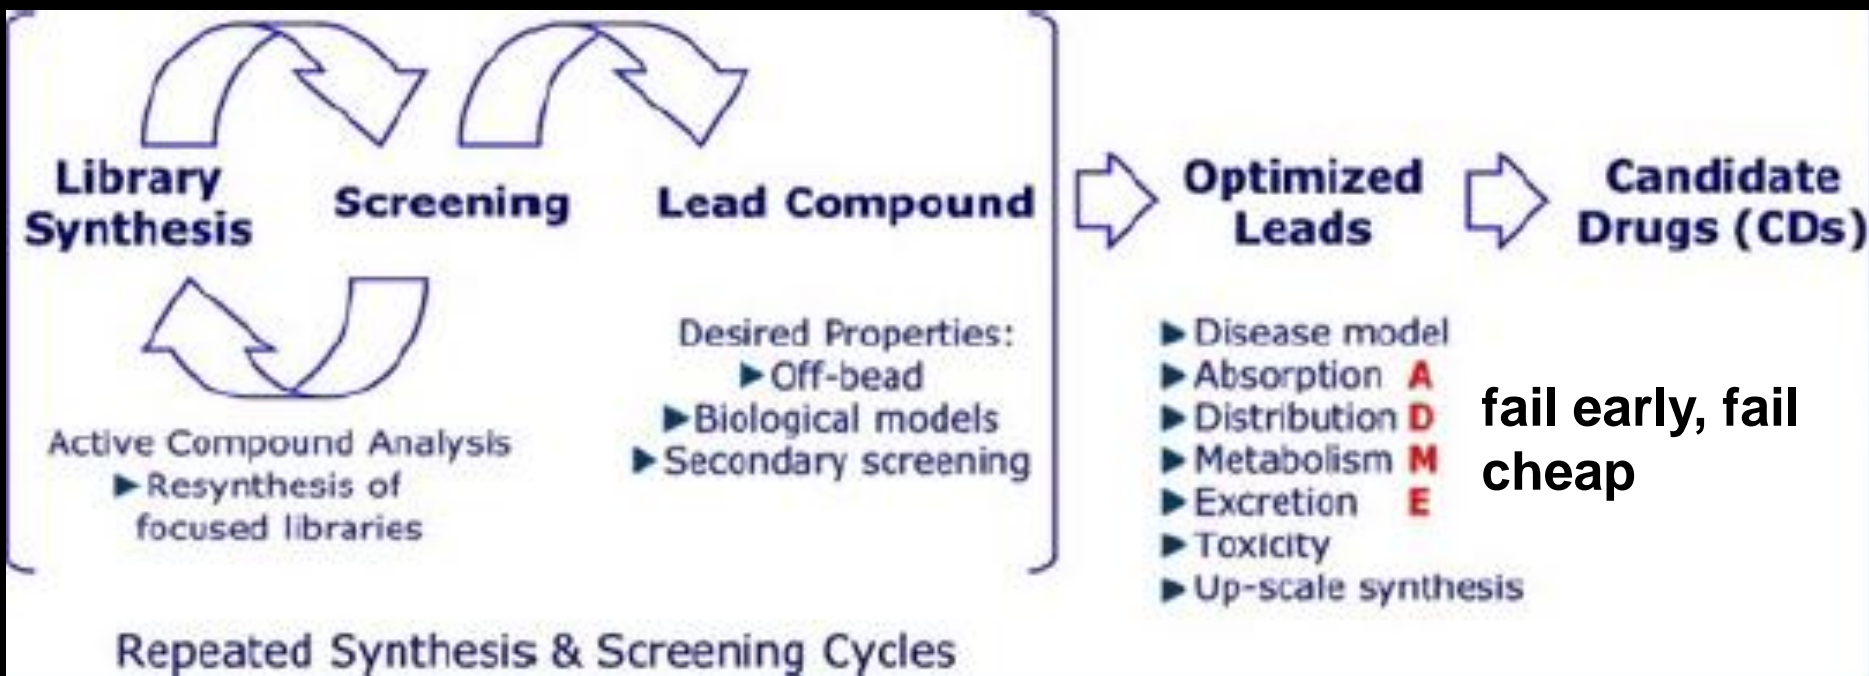 Library
Synthesis
Screening
Lead Compound
Optimized
Leads
Candidate
Drugs (CDs)
Active Compound Analysis
▶Resynthesis of
focused libraries
Desired Properties:
▶Off-bead
▶Biological models
▶Secondary screening
▶Disease model
▶Absorption A
▶Distribution D
▶Metabolism M
▶Excretion E
▶Toxicity
▶Up-scale synthesis
fail early, fail
cheap
Repeated Synthesis & Screening Cycles